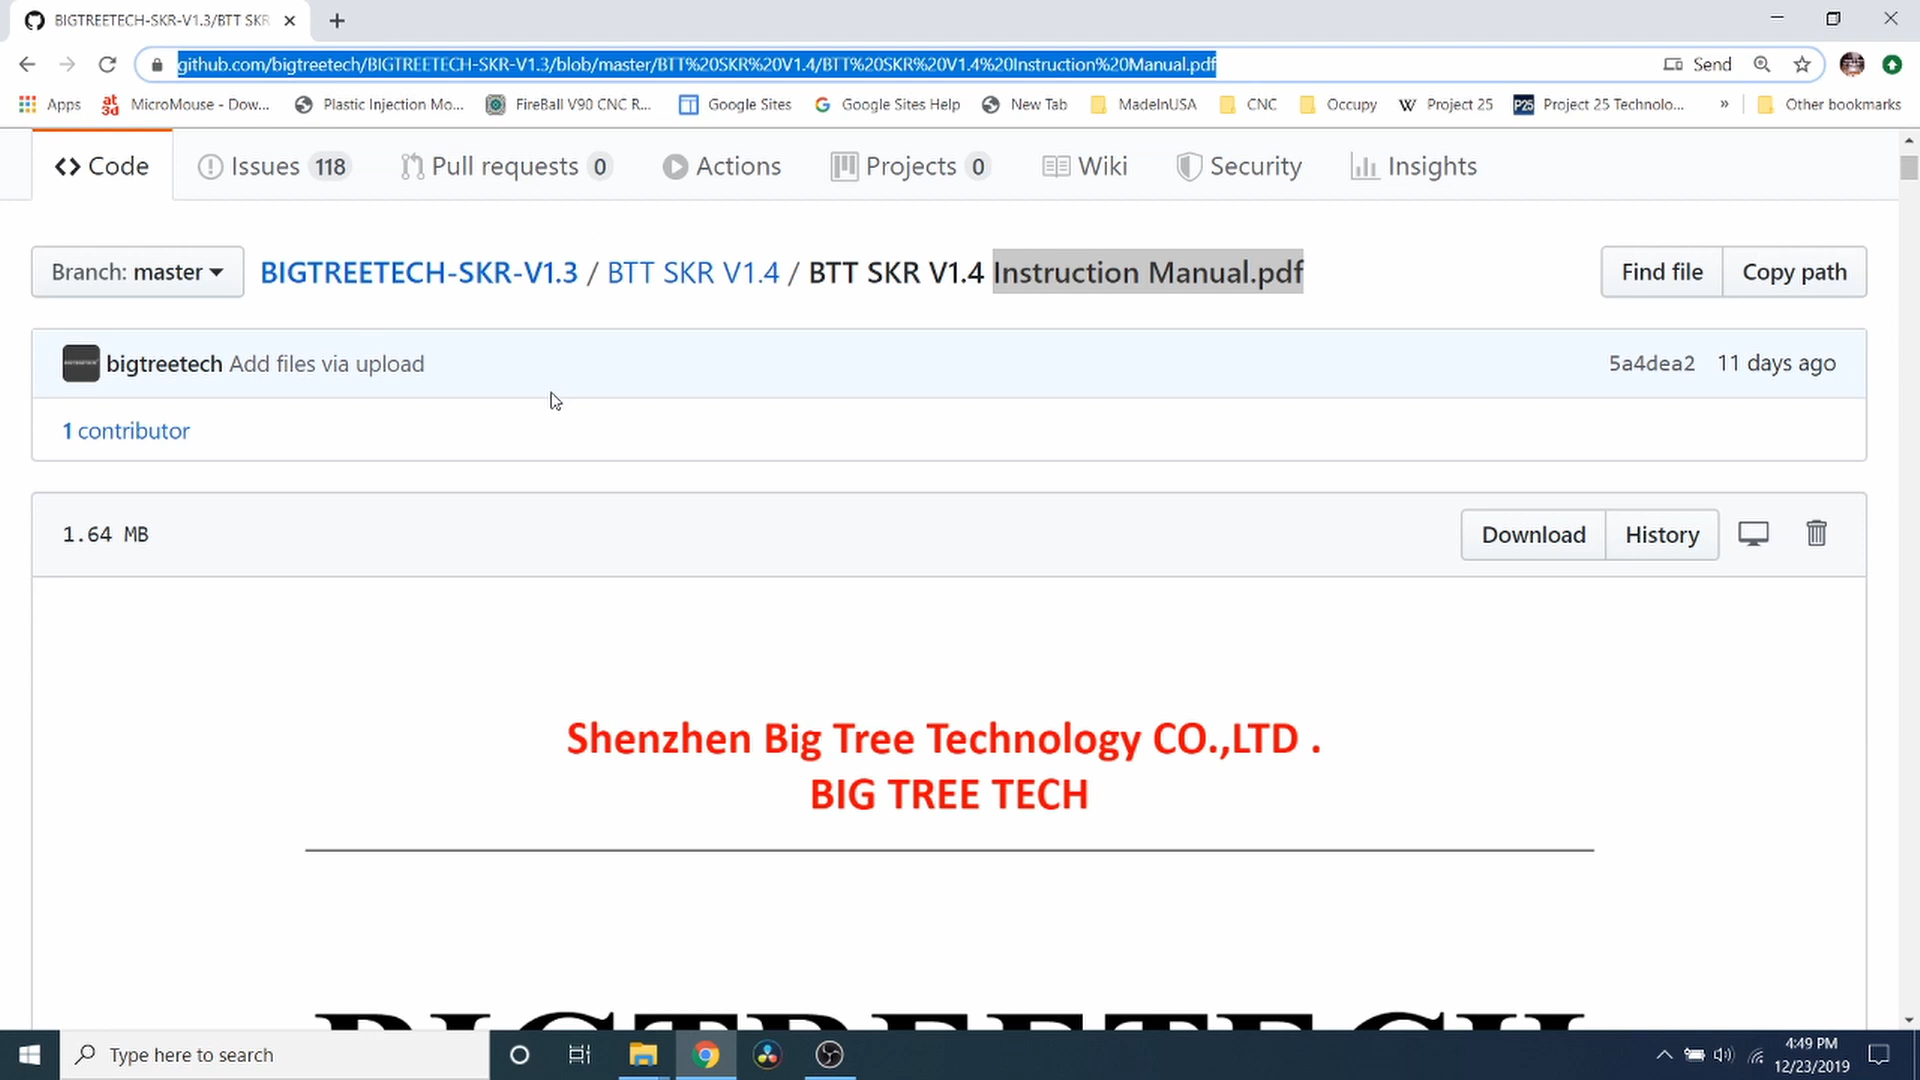 BIGTREETECH-SKR-V1.3/BTT SKR
github.com/bigtreetech/BIGTREETECH-SKR-V1.3/blob/master/BTT%20SKR%20V1.4/BTT%20SKR%20V1.4%20Instruction%20Manual.pdf
Send
Apps
at3d
MicroMouse - Dow...
Plastic Injection Mo...
FireBall V90 CNC R...
Google Sites
Google Sites Help
New Tab
MadeInUSA
CNC
Occupy
W
Project 25
P25
Project 25 Technolo...
»
Other bookmarks
<> Code
Issues 118
Pull requests 0
Actions
Projects 0
Wiki
Security
Insights
Branch: master
BIGTREETECH-SKR-V1.3 / BTT SKR V1.4 / BTT SKR V1.4 Instruction Manual.pdf
Find file
Copy path
bigtreetech Add files via upload
5a4dea2 11 days ago
1 contributor
1.64 MB
Download
History
Shenzhen Big Tree Technology CO.,LTD .
BIG TREE TECH
BIGTREETECH
Type here to search
4:49 PM
12/23/2019